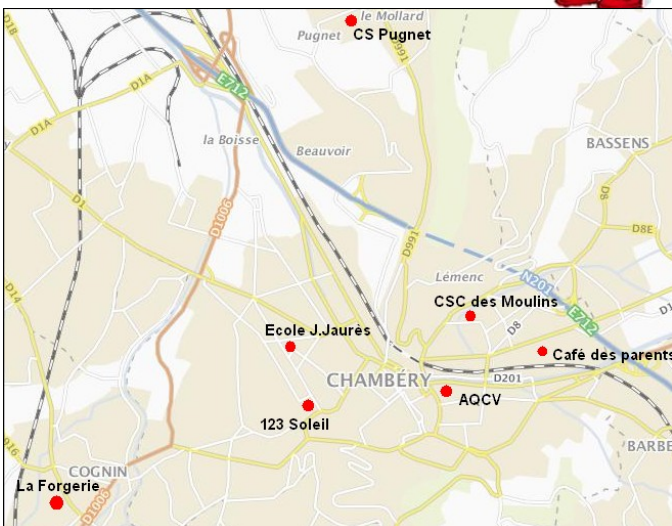 le Mollard
Pugnet
CS Pugnet
D991
E712
D1A
D1A
la Boisse
Beauvoir
BASSENS
D8
D8E
D1
D1006
D991
N201
Lémenc
CSC des Moulins
D8
E712
D14
Ecole J.Jaurès
Café des parents
CHAMBÉRY
D201
AQCV
123 Soleil
BARBE
COGNIN
La Forgerie
D1006